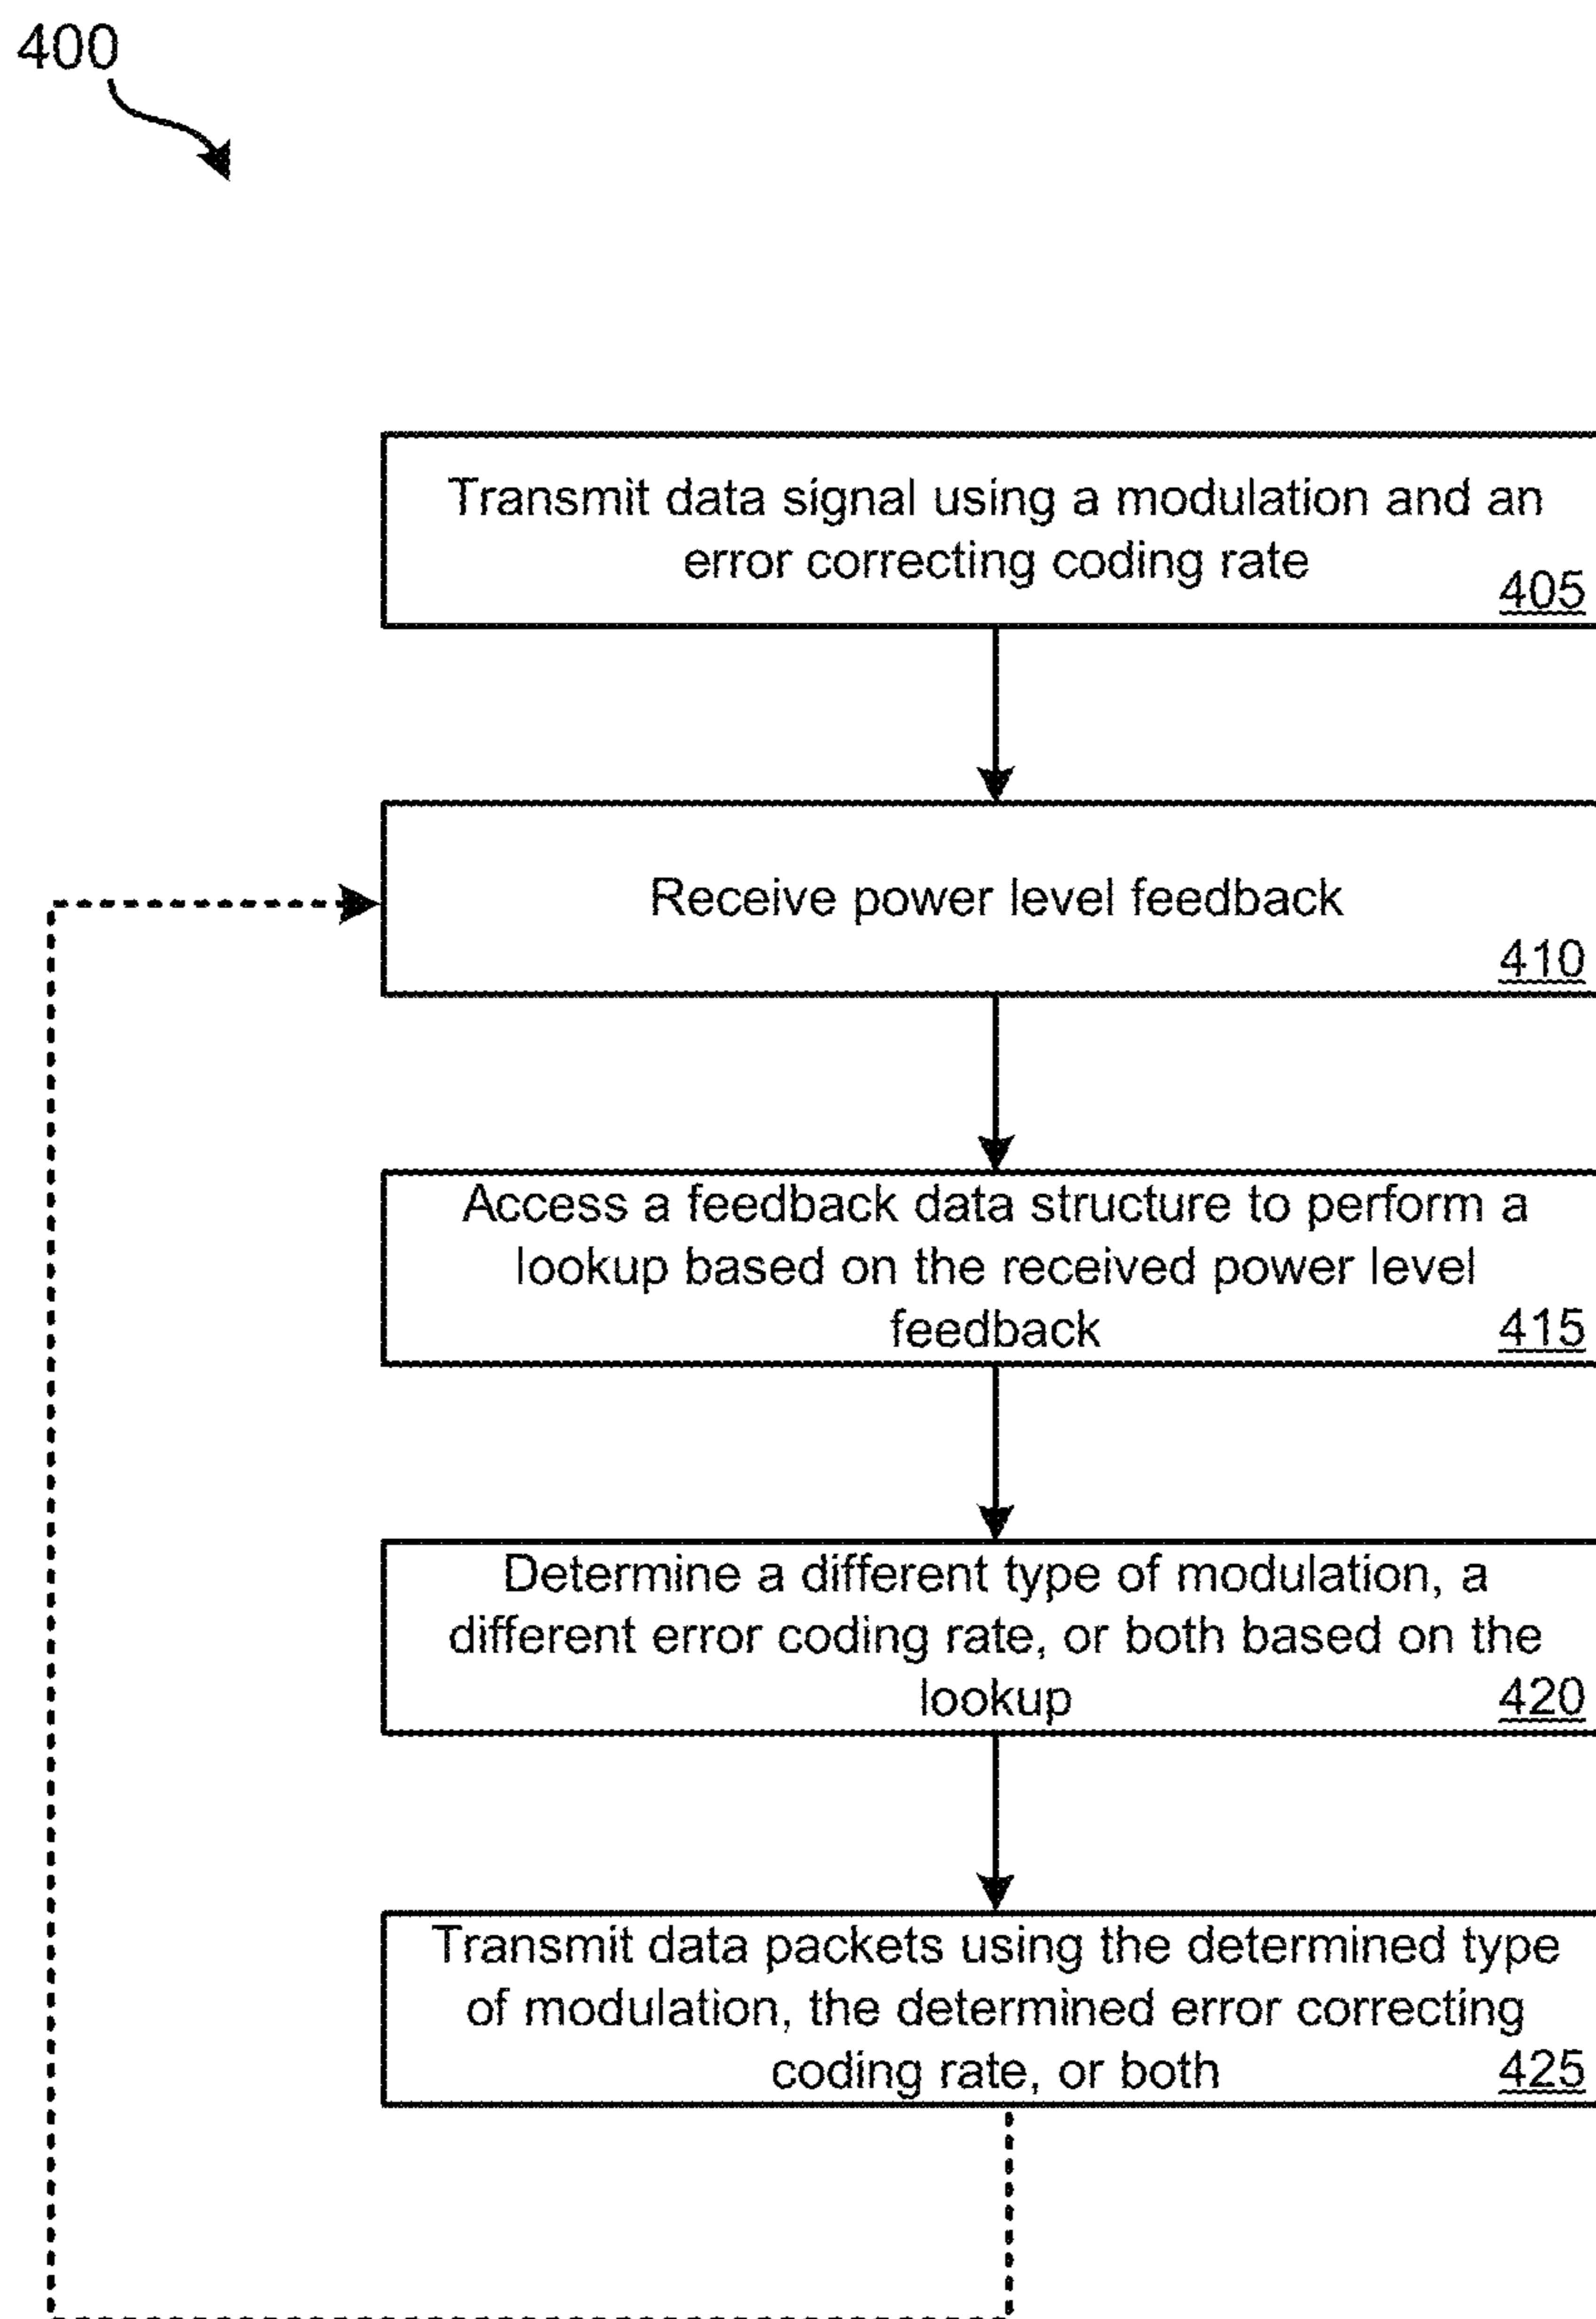 400
Transmit data signal using a modulation and an
error correcting coding rate
405
Receive power level feedback
410
Access a feedback data structure to perform a
lookup based on the received power level
feedback
415
Determine a different type of modulation, a
different error coding rate, or both based on the
lookup
420
Transmit data packets using the determined type
of modulation, the determined error correcting
coding rate, or both
425